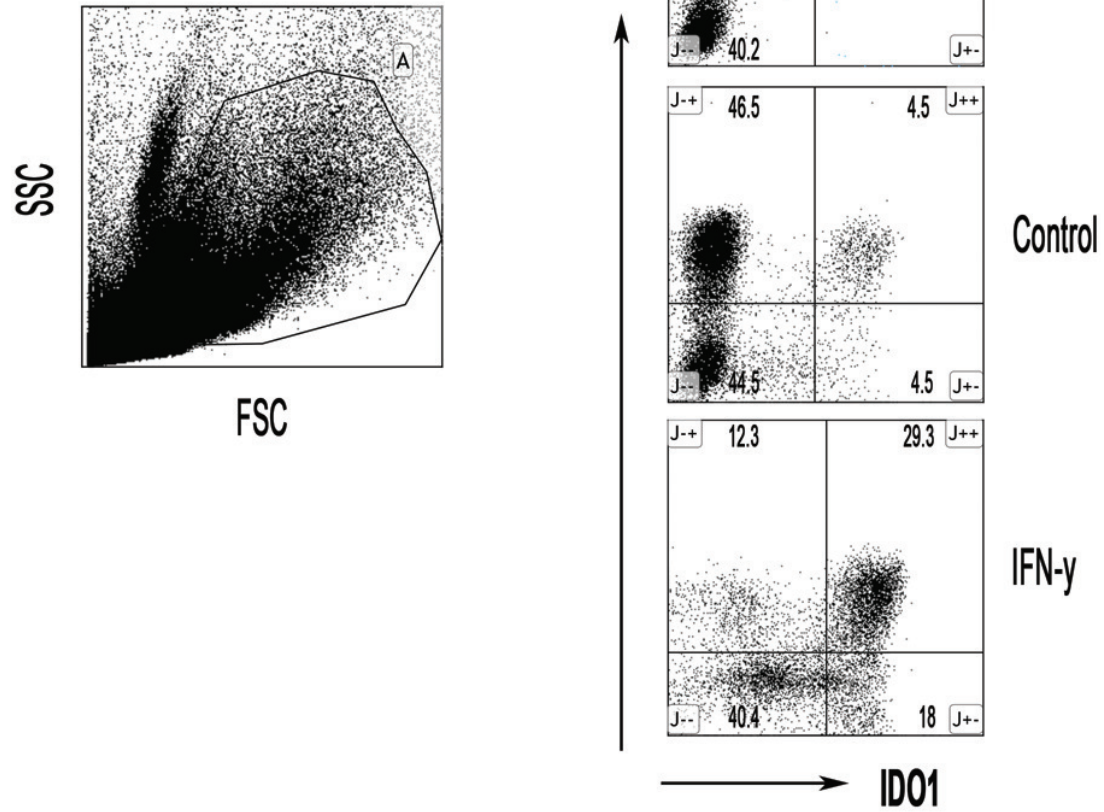 A
SSC
FSC
J-- 40.2 J+-
J-+ 46.5 4.5 J++
Control
J-- 44.5 4.5 J+-
J-+ 12.3 29.3 J++
IFN-y
J-- 40.4 18 J+-
IDO1